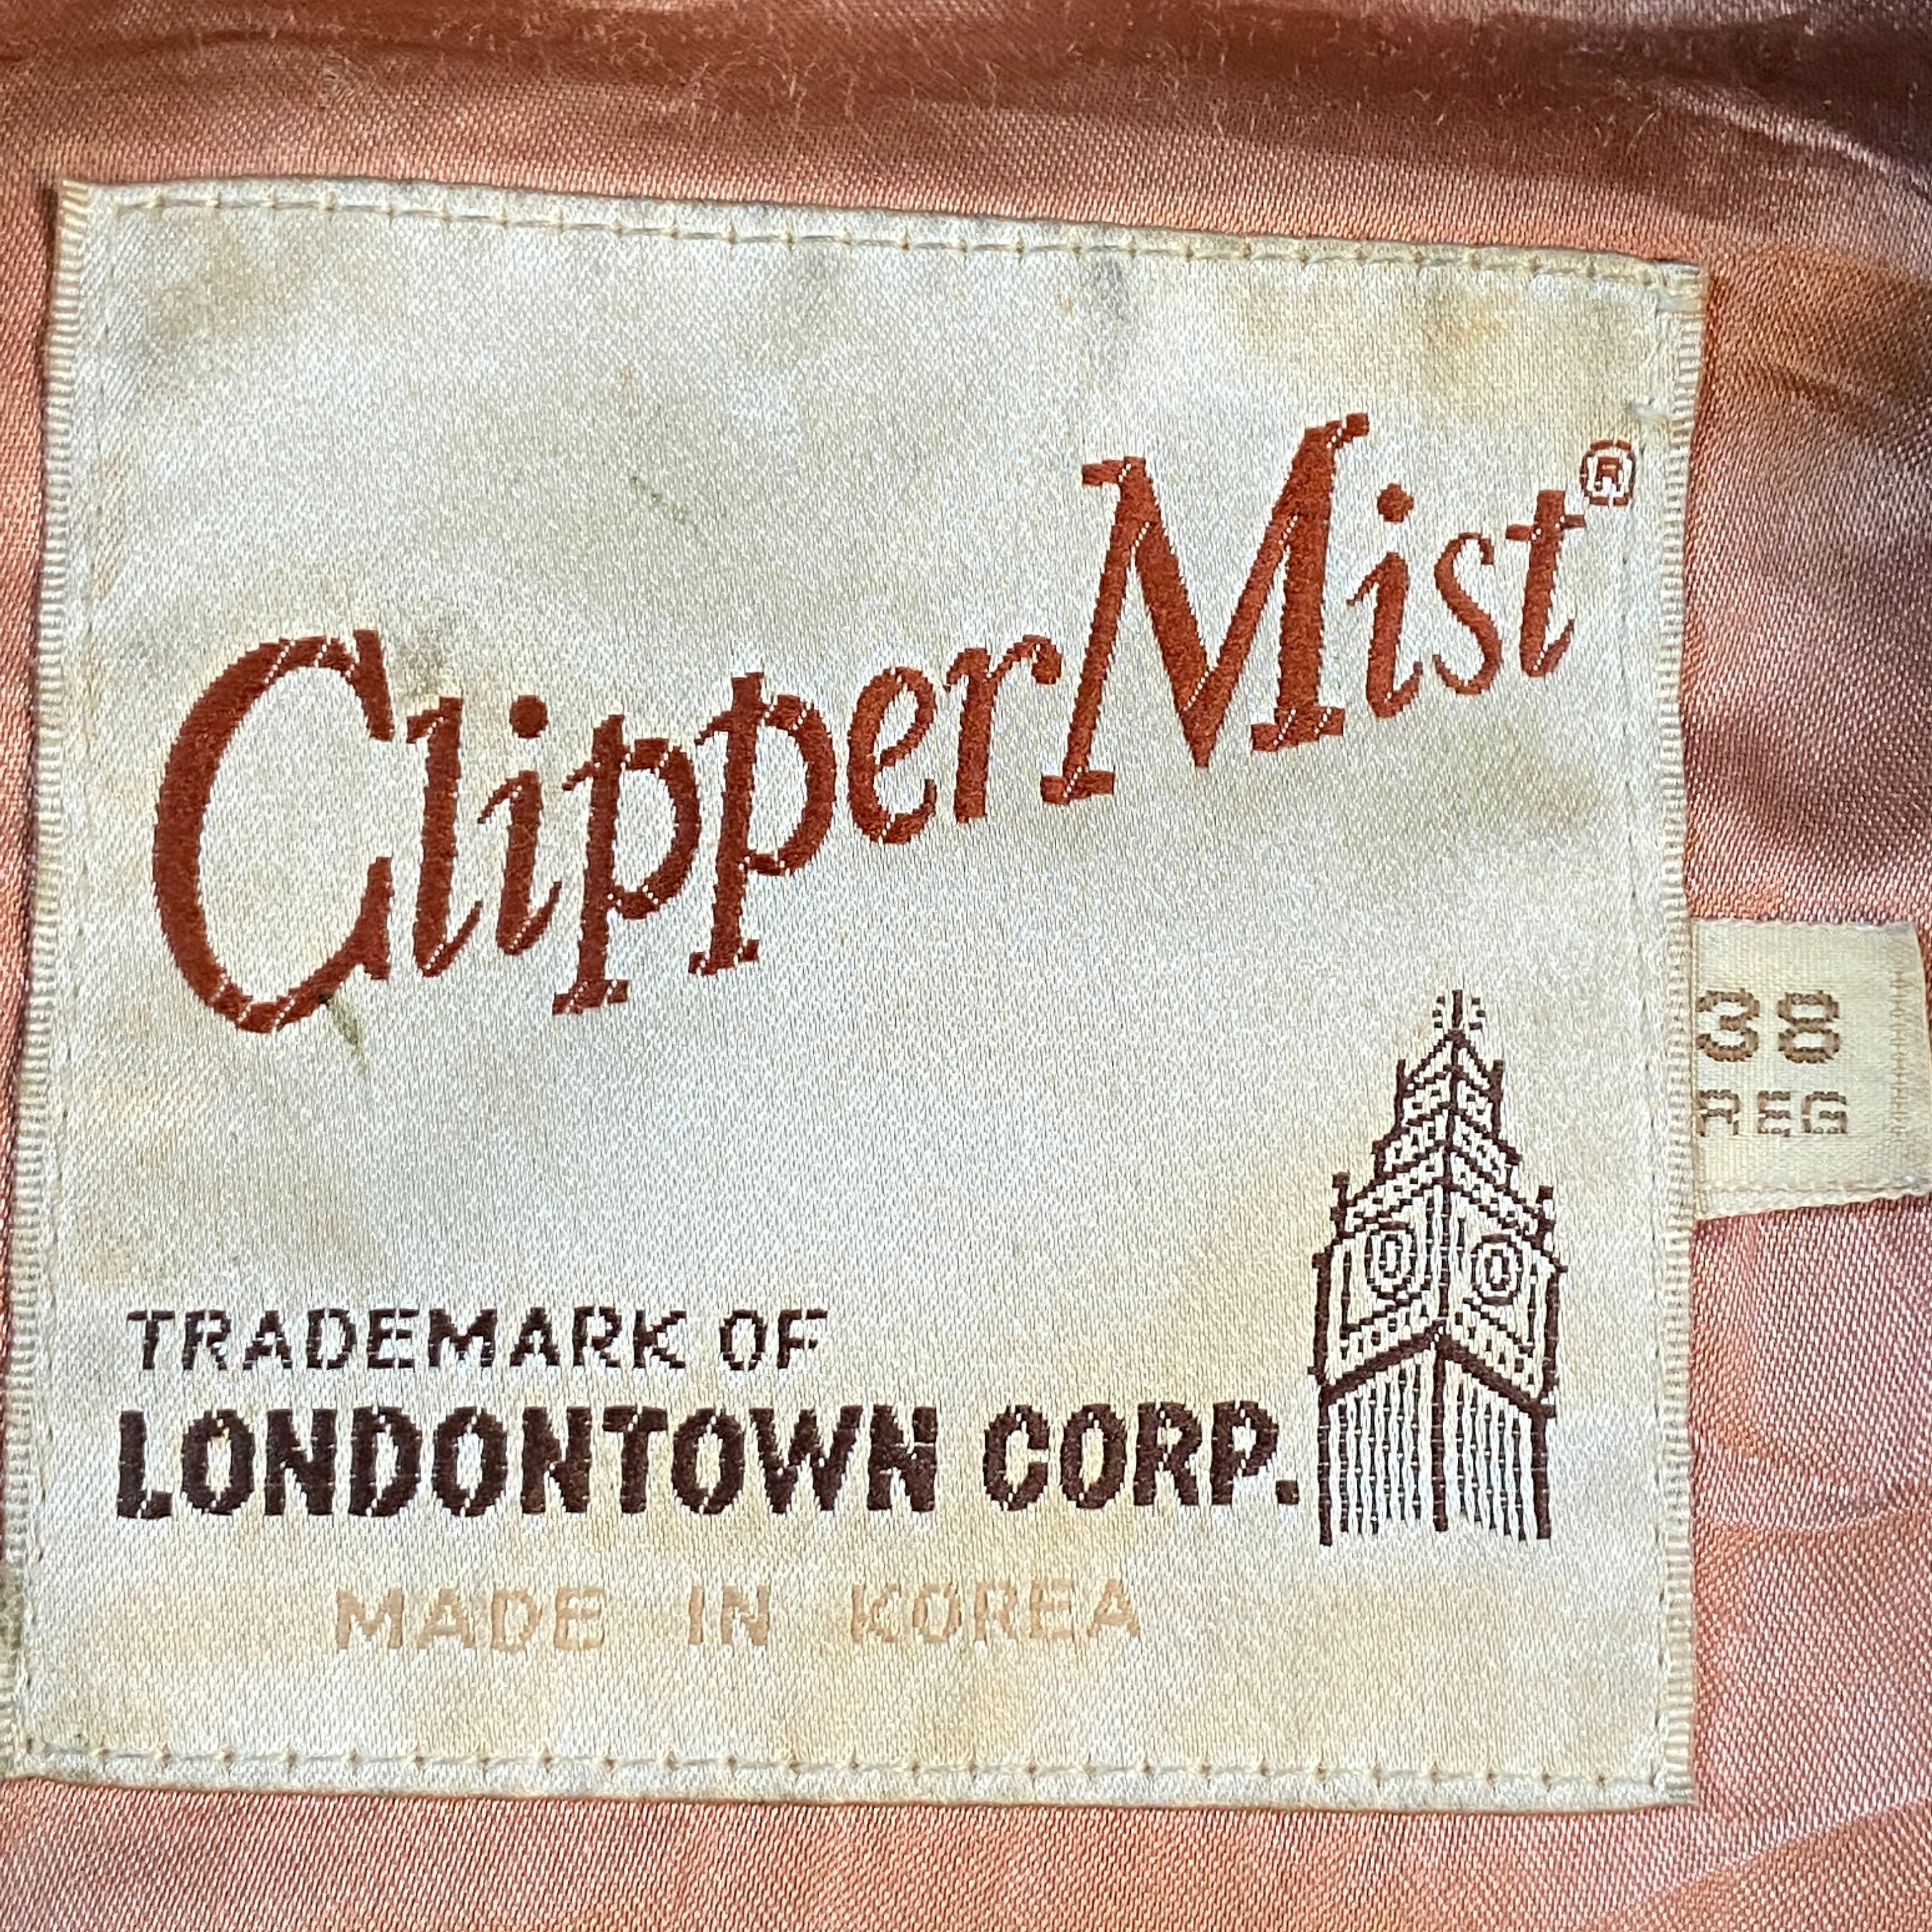 ClipperMist®
38
REG
TRADEMARK OF
LONDONTOWN CORP.
MADE IN KOREA